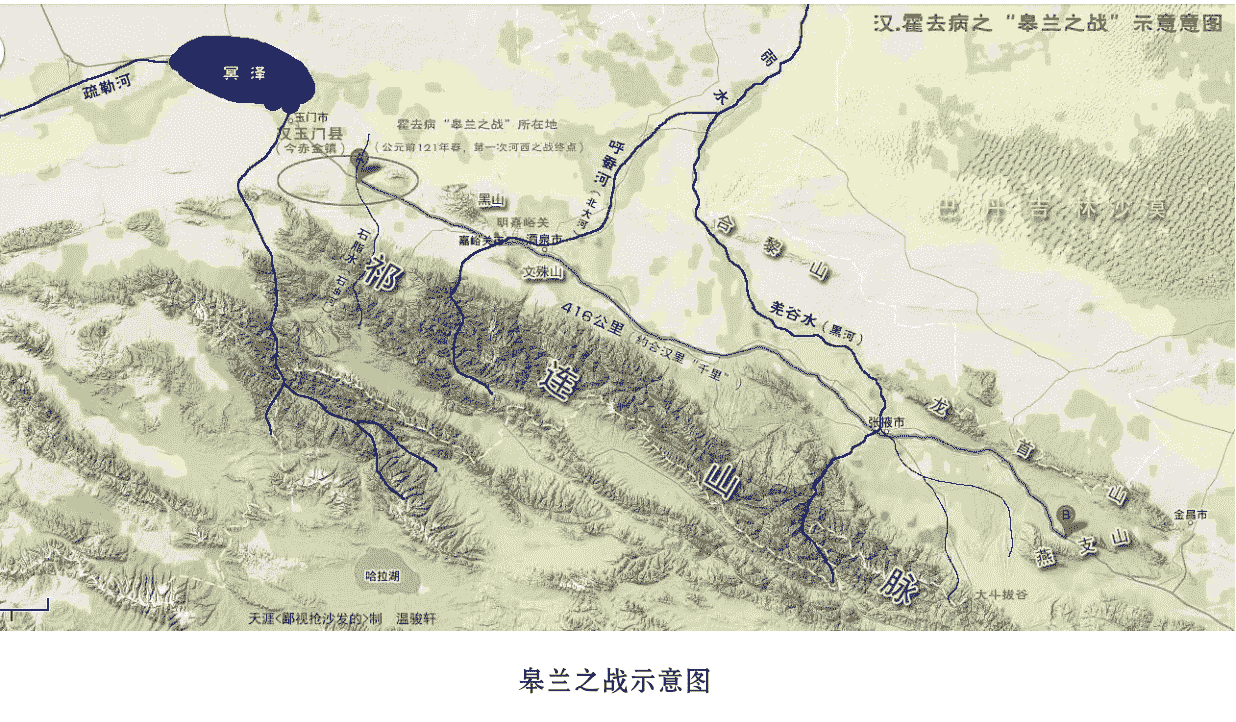 汉.霍去病之“皋兰之战”示意意图
冥 泽
疏勒河
玉门市
汉玉门县
（今赤金镇）
霍去病“皋兰之战”所在地
（公元前121年春，第一次河西之战终点）
弱水
呼蚕河（北大河）
黑山
明嘉峪关
嘉峪关市
酒泉市
文殊山
石脂水
祁连山脉
合黎山
巴丹吉林沙漠
416公里（约合汉里“千里”）
羌谷水（黑河）
张掖市
龙首山
B
燕支山
金昌市
大斗拔谷
哈拉湖
天涯<鄙视抢沙发的>制 温骏轩
皋兰之战示意图